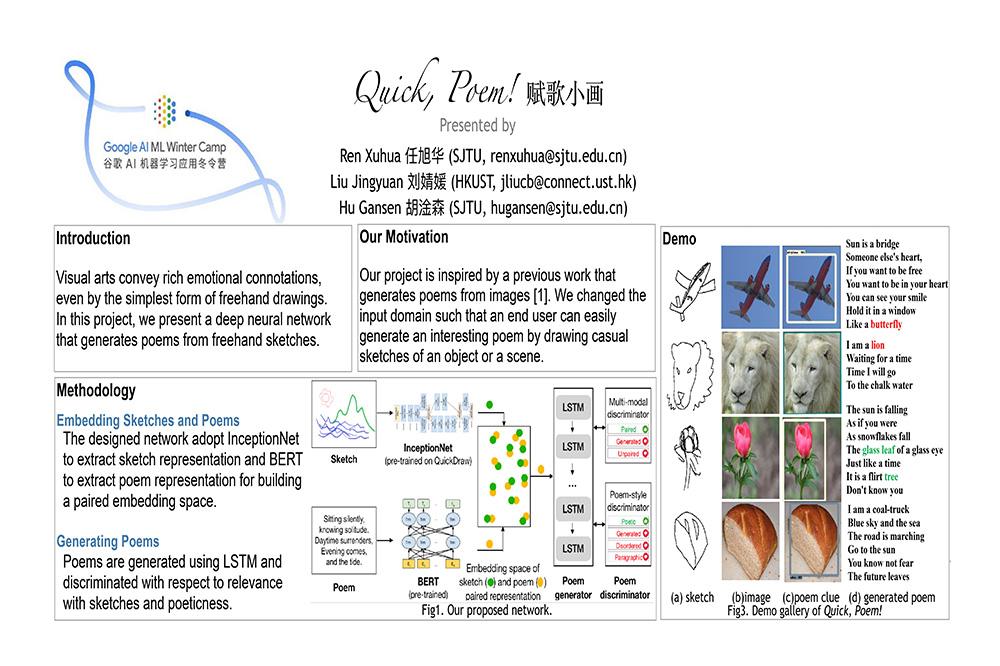 Quick, Poem! 赋歌小画
Presented by
Google AI ML Winter Camp
谷歌 AI 机器学习应用冬令营
Ren Xuhua 任旭华 (SJTU, renxuhua@sjtu.edu.cn)
Liu Jingyuan 刘婧媛 (HKUST, jliucb@connect.ust.hk)
Hu Gansen 胡淦森 (SJTU, hugansen@sjtu.edu.cn)
Introduction
Visual arts convey rich emotional connotations,
even by the simplest form of freehand drawings.
In this project, we present a deep neural network
that generates poems from freehand sketches.
Our Motivation
Our project is inspired by a previous work that
generates poems from images [1]. We changed the
input domain such that an end user can easily
generate an interesting poem by drawing casual
sketches of an object or a scene.
Methodology
Embedding Sketches and Poems
The designed network adopt InceptionNet
to extract sketch representation and BERT
to extract poem representation for building
a paired embedding space.
Generating Poems
Poems are generated using LSTM and
discriminated with respect to relevance
with sketches and poeticness.
Sketch
InceptionNet
(pre-trained on QuickDraw)
Sitting silently,
knowing solitude.
Daytime surrenders,
Evening comes,
and the tide.
Poem
BERT
(pre-trained)
Embedding space of
sketch ( ) and poem ( )
paired representation
LSTM
LSTM
...
LSTM
LSTM
Poem
generator
Multi-modal
discriminator
Paired
Generated
Unpaired
Poem-style
discriminator
Poetic
Generated
Disordered
Paragraphic
Poem
discriminator
Fig1. Our proposed network.
Demo
Sun is a bridge
Someone else's heart,
If you want to be free
You want to be in your heart
You can see your smile
Hold it in a window
Like a butterfly
I am a lion
Waiting for a time
Time I will go
To the chalk water
The sun is falling
As if you were
As snowflakes fall
The glass leaf of a glass eye
Just like a time
It is a flirt tree
Don't know you
I am a coal-truck
Blue sky and the sea
The road is marching
Go to the sun
You know not fear
The future leaves
(a) sketch
(b)image
(c)poem clue
(d) generated poem
Fig3. Demo gallery of Quick, Poem!